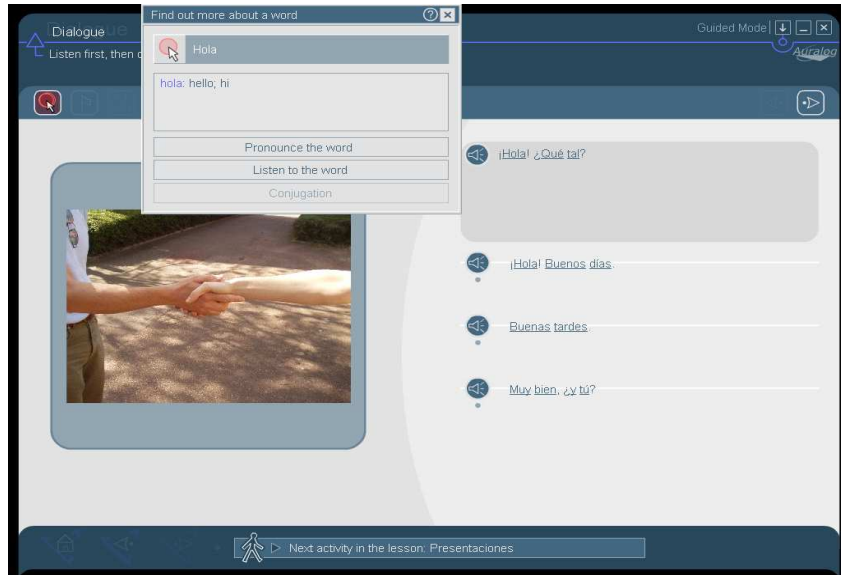 Find out more about a word
Hola
hola: hello; hi
Pronounce the word
Listen to the word
Conjugation
Dialogue
Listen first, then
Guided Mode
Auralog
¡Hola! ¿Qué tal?
¡Hola! Buenos días.
Buenas tardes.
Muy bien, ¿y tú?
Next activity in the lesson: Presentaciones